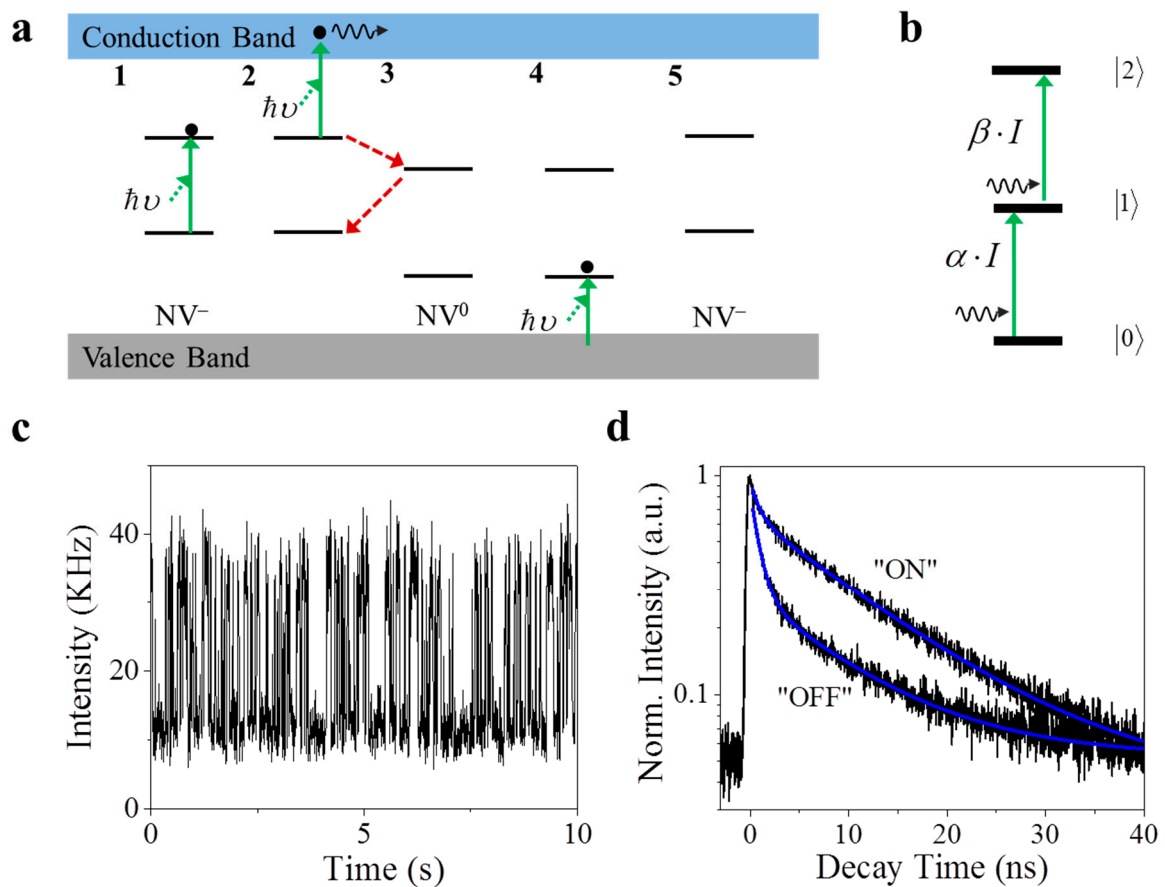 a
Conduction Band
1 2 3 4 5
ħυ
ħυ
ħυ
NV⁻ NV⁰ NV⁻
Valence Band
b
|2⟩
β·I
|1⟩
α·I
|0⟩
c
Intensity (KHz)
40
20
0
0 5 10
Time (s)
d
Norm. Intensity (a.u.)
1
0.1
"ON"
"OFF"
0 10 20 30 40
Decay Time (ns)